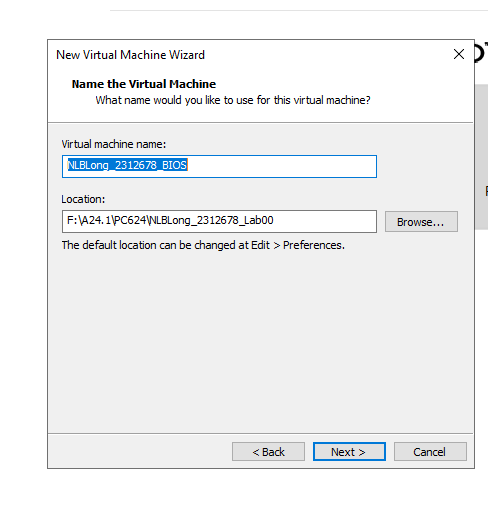 New Virtual Machine Wizard
Name the Virtual Machine
What name would you like to use for this virtual machine?
Virtual machine name:
NLBLong_2312678_BIOS
Location:
F:\A24.1\PC624\NLBLong_2312678_Lab00
Browse...
The default location can be changed at Edit > Preferences.
< Back
Next >
Cancel